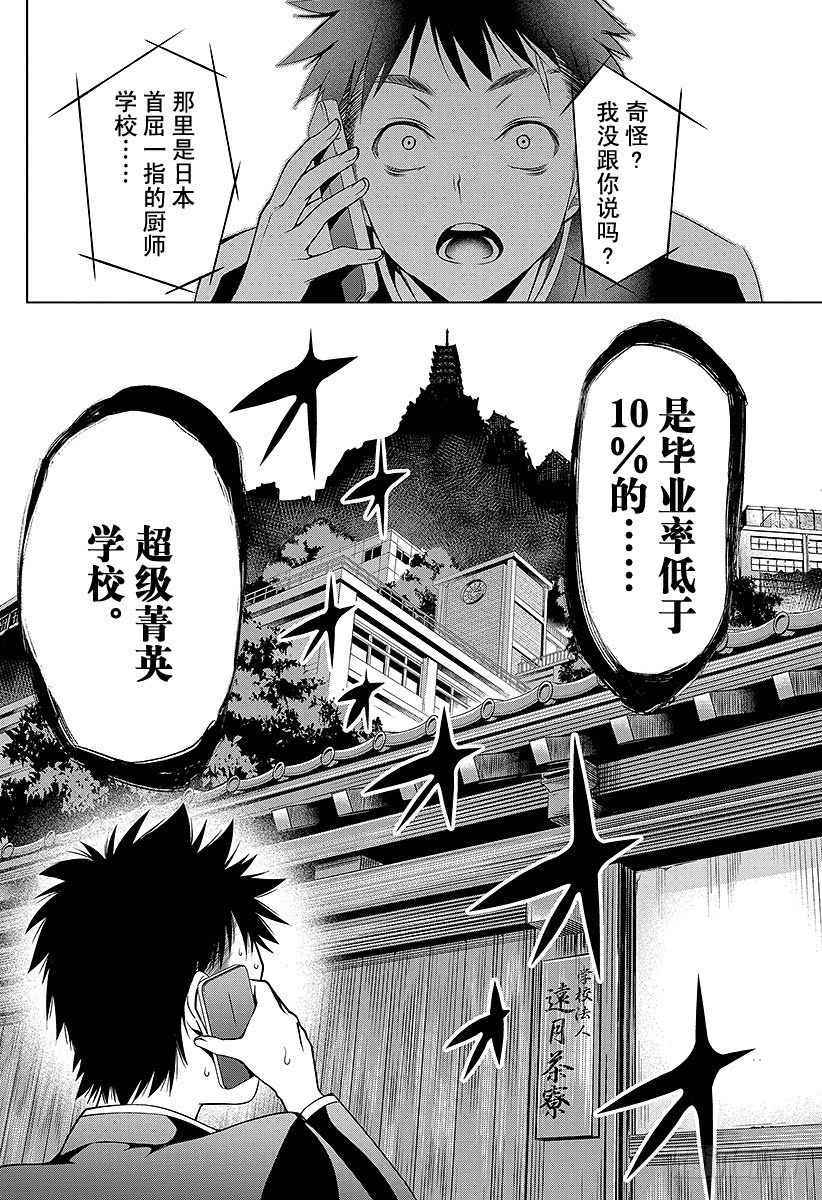 奇怪？
我没跟你说吗？
那里是日本
首屈一指的厨师
学校……
是毕业率低于
10％的……
超级菁英
学校。
学校法人
遠月茶寮